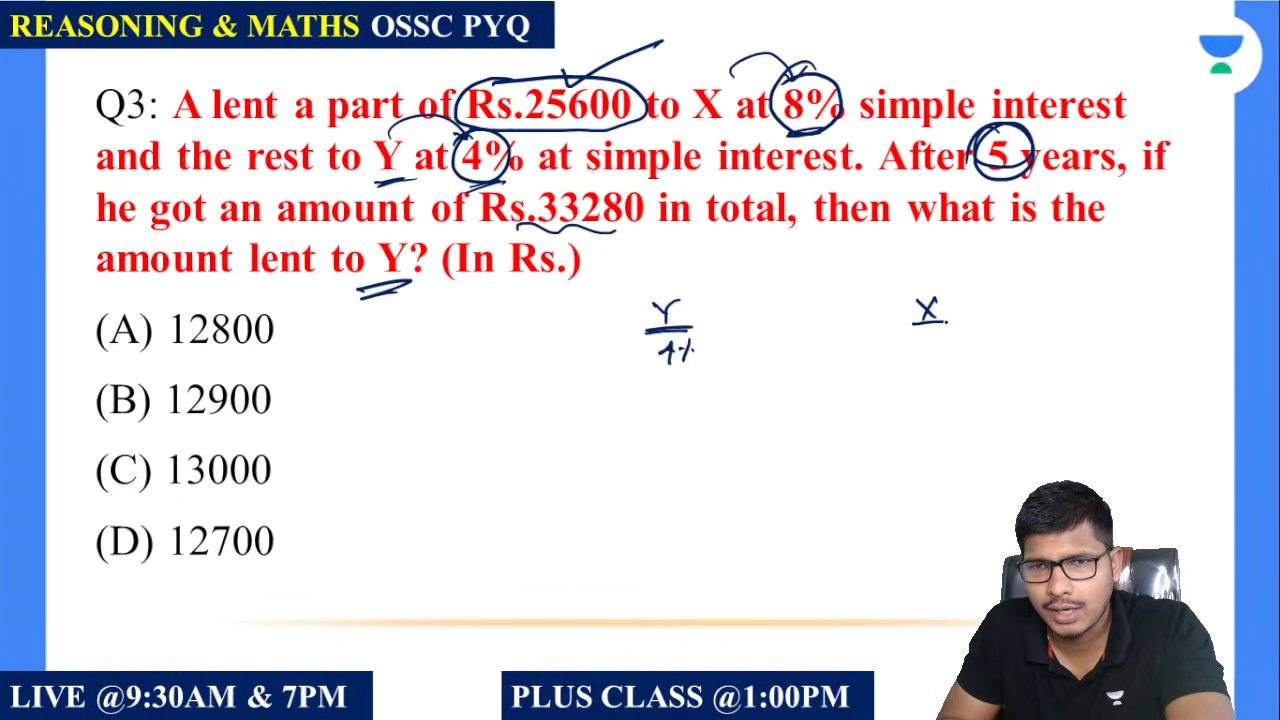 REASONING & MATHS OSSC PYQ
Q3: A lent a part of Rs.25600 to X at 8% simple interest
and the rest to Y at 4% at simple interest. After 5 years, if
he got an amount of Rs.33280 in total, then what is the
amount lent to Y? (In Rs.)
Y X
4%
(A) 12800
(B) 12900
(C) 13000
(D) 12700
LIVE @9:30AM & 7PM
PLUS CLASS @1:00PM